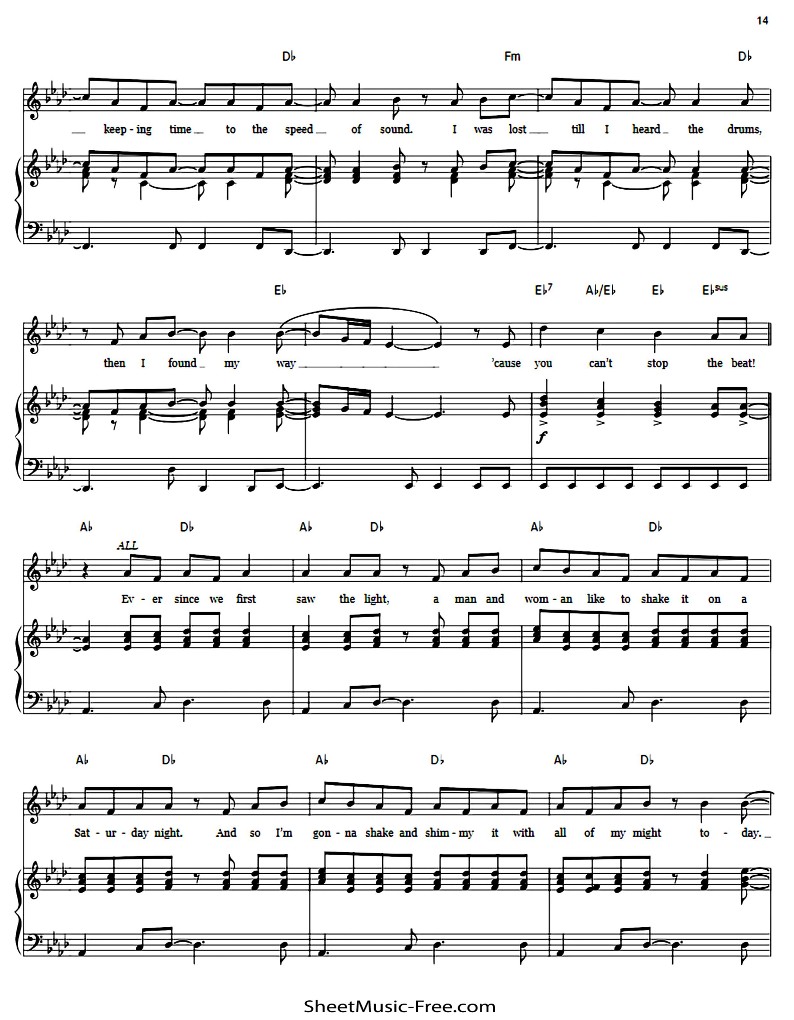 14
D♭ Fm D♭
keep - ing time to the speed of sound. I was lost till I heard the drums,
E♭ E♭7 A♭/E♭ E♭ E♭sus
then I found my way 'cause you can't stop the beat!
f
A♭ D♭ A♭ D♭ A♭ D♭
ALL
Ev - er since we first saw the light, a man and wom - an like to shake it on a
A♭ D♭ A♭ D♭ A♭ D♭
Sat - ur - day night. And so I'm gon - na shake and shim - my it with all of my might to - day.
SheetMusic-Free.com